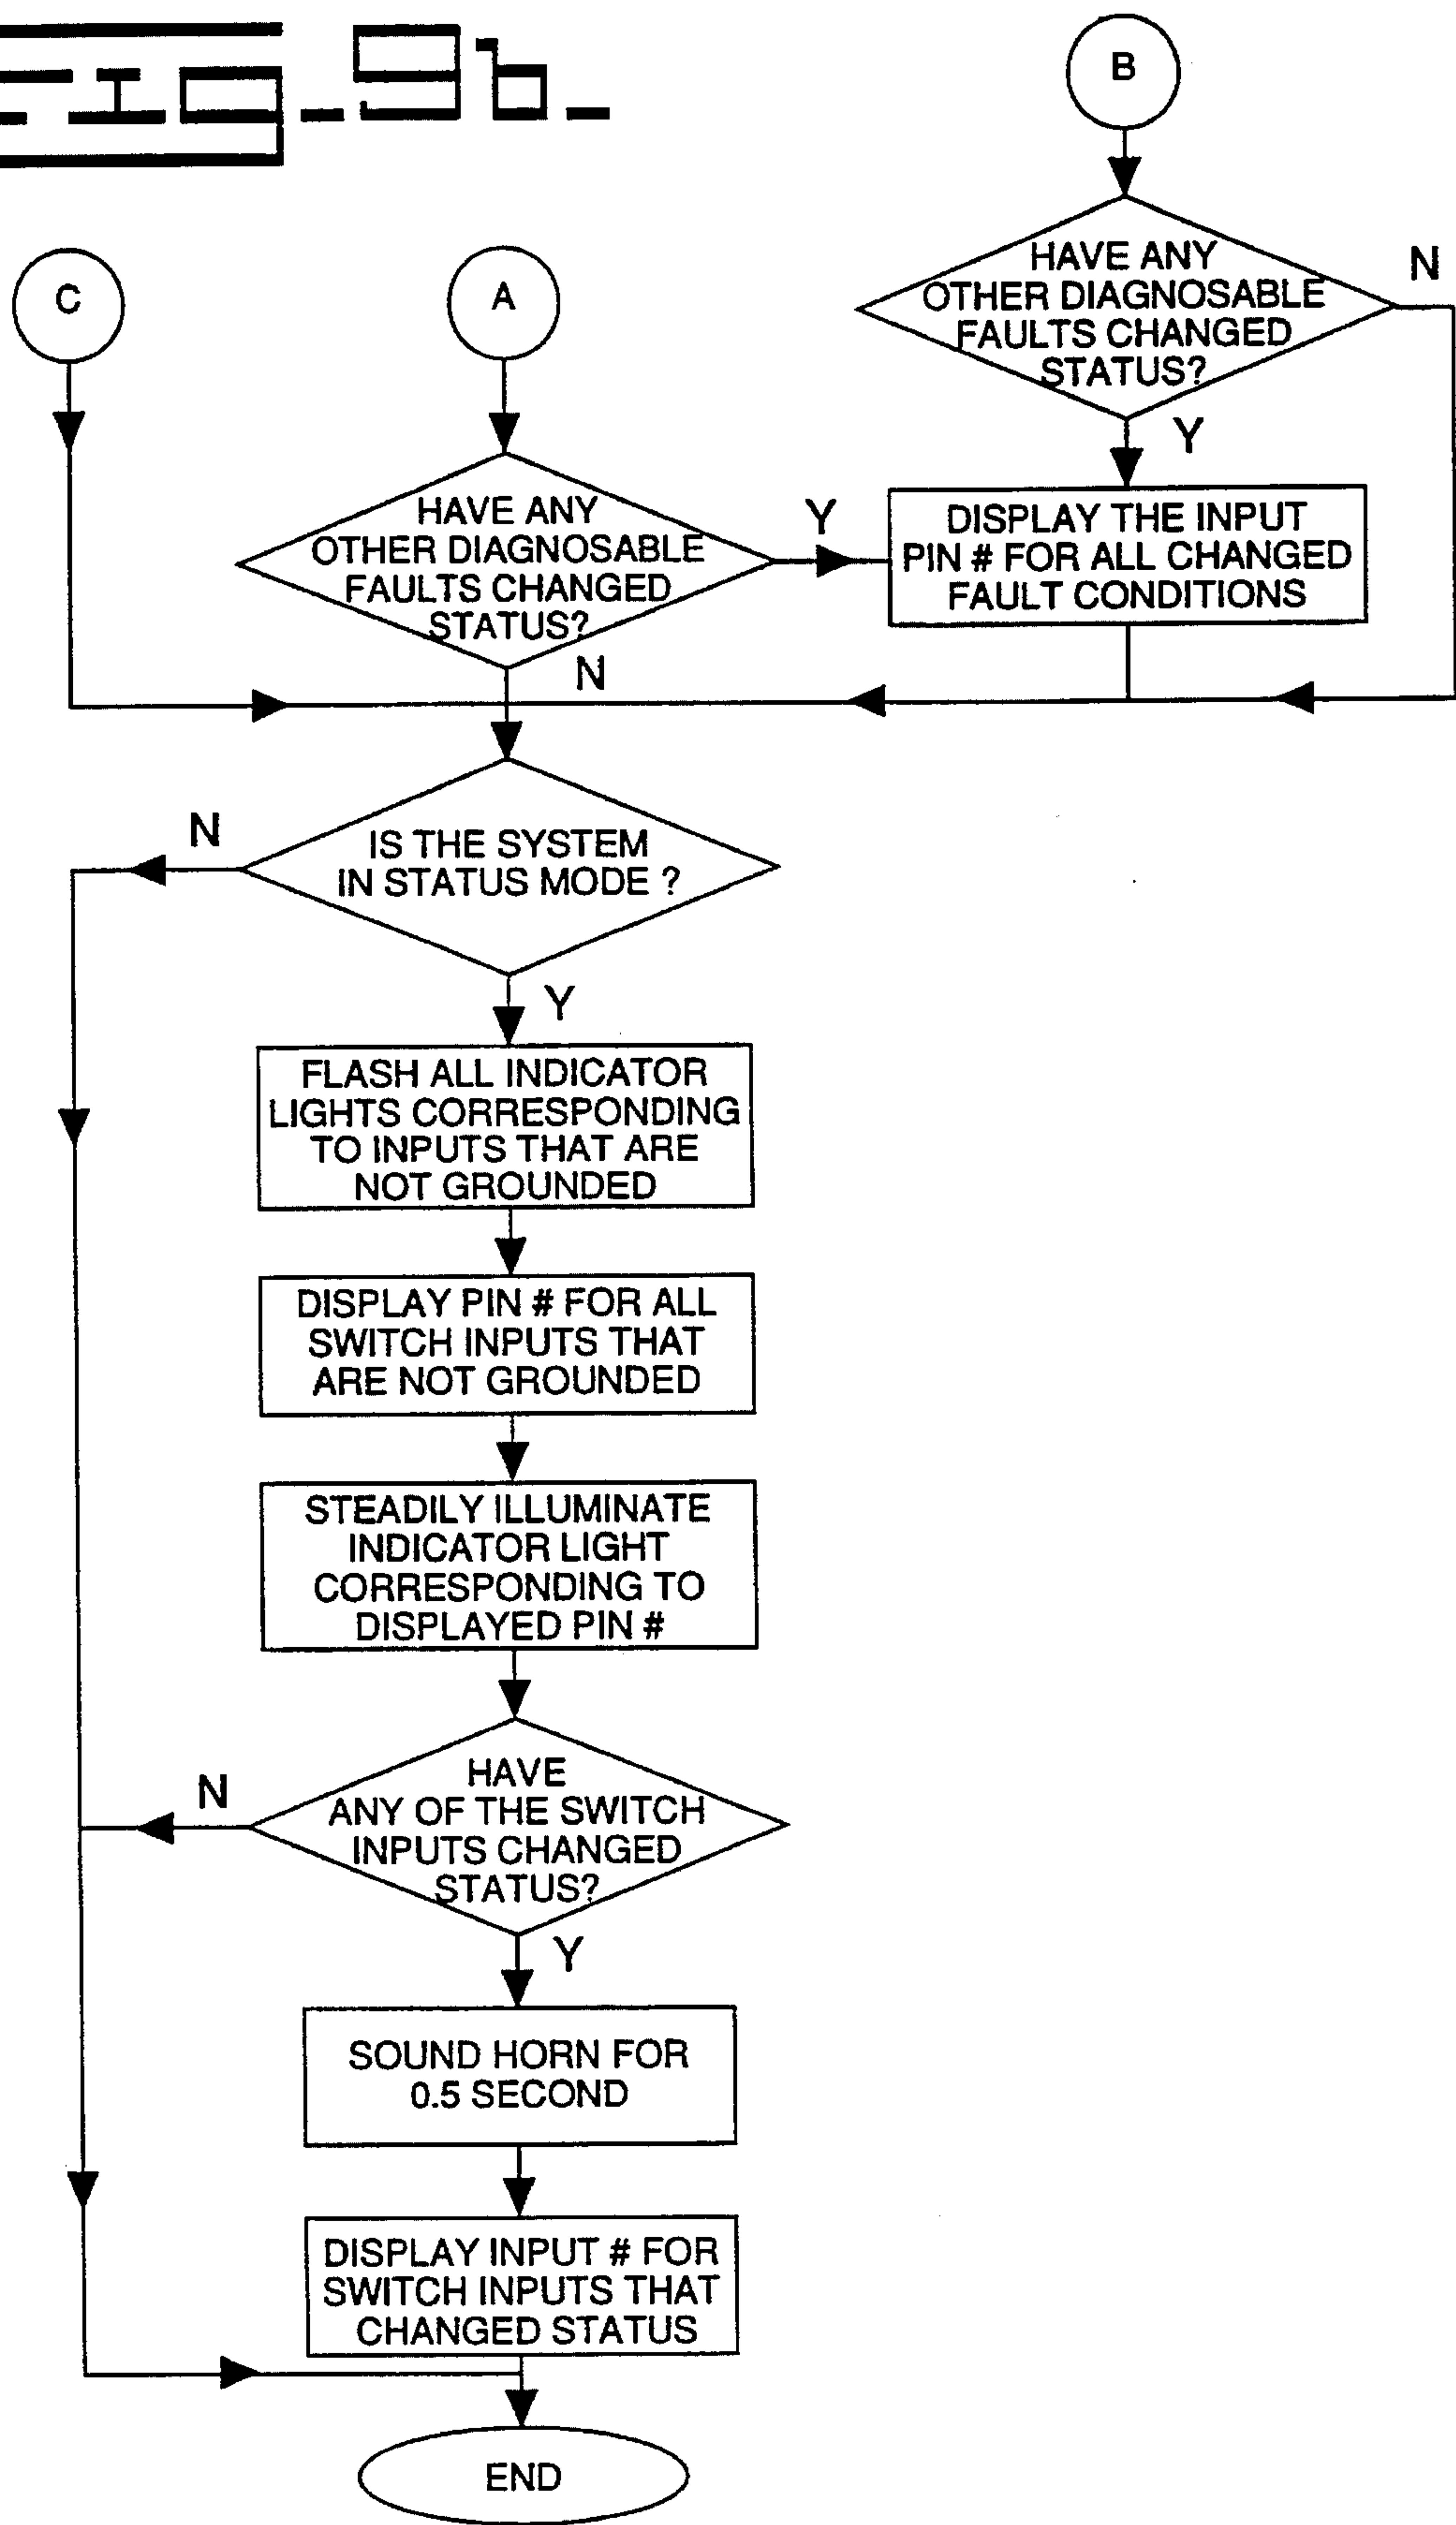 FIG_9b_
B
C
A
HAVE ANY
OTHER DIAGNOSABLE
FAULTS CHANGED
STATUS?
N
Y
HAVE ANY
OTHER DIAGNOSABLE
FAULTS CHANGED
STATUS?
Y
DISPLAY THE INPUT
PIN # FOR ALL CHANGED
FAULT CONDITIONS
N
IS THE SYSTEM
IN STATUS MODE ?
N
Y
FLASH ALL INDICATOR
LIGHTS CORRESPONDING
TO INPUTS THAT ARE
NOT GROUNDED
DISPLAY PIN # FOR ALL
SWITCH INPUTS THAT
ARE NOT GROUNDED
STEADILY ILLUMINATE
INDICATOR LIGHT
CORRESPONDING TO
DISPLAYED PIN #
HAVE
ANY OF THE SWITCH
INPUTS CHANGED
STATUS?
N
Y
SOUND HORN FOR
0.5 SECOND
DISPLAY INPUT # FOR
SWITCH INPUTS THAT
CHANGED STATUS
END